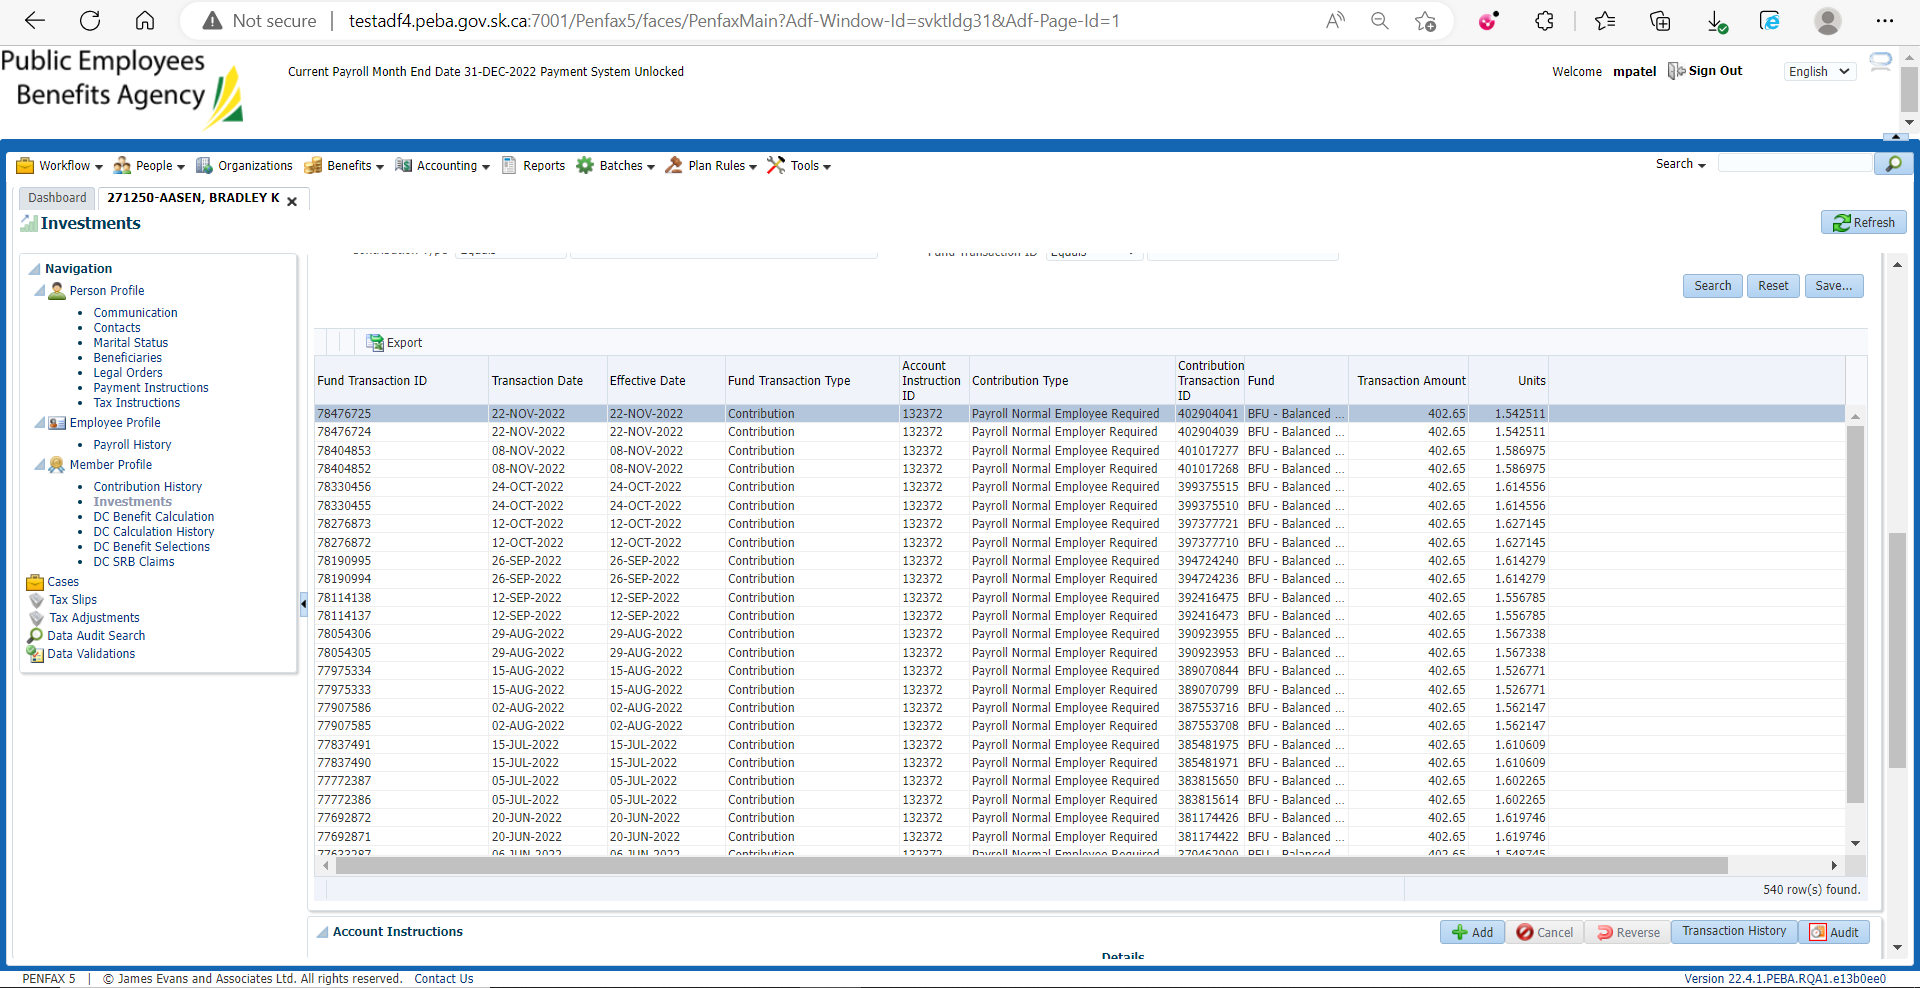 Not secure | testadf4.peba.gov.sk.ca:7001/Penfax5/faces/PenfaxMain?Adf-Window-Id=svktldg31&Adf-Page-Id=1
Public Employees
Benefits Agency
Current Payroll Month End Date 31-DEC-2022 Payment System Unlocked
Welcome mpatel Sign Out English
Workflow People Organizations Benefits Accounting Reports Batches Plan Rules Tools Search
Dashboard 271250-AASEN, BRADLEY K
Investments
Refresh
Navigation
Person Profile
Communication
Contacts
Marital Status
Beneficiaries
Legal Orders
Payment Instructions
Tax Instructions
Employee Profile
Payroll History
Member Profile
Contribution History
Investments
DC Benefit Calculation
DC Calculation History
DC Benefit Selections
DC SRB Claims
Cases
Tax Slips
Tax Adjustments
Data Audit Search
Data Validations
Contribution Type Equals Fund Transaction ID Equals
Search Reset Save...
Export
Fund Transaction ID Transaction Date Effective Date Fund Transaction Type Account Instruction ID Contribution Type Contribution Transaction ID Fund Transaction Amount Units
78476725 22-NOV-2022 22-NOV-2022 Contribution 132372 Payroll Normal Employee Required 402904041 BFU - Balanced ... 402.65 1.542511
78476724 22-NOV-2022 22-NOV-2022 Contribution 132372 Payroll Normal Employer Required 402904039 BFU - Balanced ... 402.65 1.542511
78404853 08-NOV-2022 08-NOV-2022 Contribution 132372 Payroll Normal Employee Required 401017277 BFU - Balanced ... 402.65 1.586975
78404852 08-NOV-2022 08-NOV-2022 Contribution 132372 Payroll Normal Employer Required 401017268 BFU - Balanced ... 402.65 1.586975
78330456 24-OCT-2022 24-OCT-2022 Contribution 132372 Payroll Normal Employee Required 399375515 BFU - Balanced ... 402.65 1.614556
78330455 24-OCT-2022 24-OCT-2022 Contribution 132372 Payroll Normal Employer Required 399375510 BFU - Balanced ... 402.65 1.614556
78276873 12-OCT-2022 12-OCT-2022 Contribution 132372 Payroll Normal Employee Required 397377721 BFU - Balanced ... 402.65 1.627145
78276872 12-OCT-2022 12-OCT-2022 Contribution 132372 Payroll Normal Employer Required 397377710 BFU - Balanced ... 402.65 1.627145
78190995 26-SEP-2022 26-SEP-2022 Contribution 132372 Payroll Normal Employee Required 394724240 BFU - Balanced ... 402.65 1.614279
78190994 26-SEP-2022 26-SEP-2022 Contribution 132372 Payroll Normal Employer Required 394724236 BFU - Balanced ... 402.65 1.614279
78114138 12-SEP-2022 12-SEP-2022 Contribution 132372 Payroll Normal Employee Required 392416475 BFU - Balanced ... 402.65 1.556785
78114137 12-SEP-2022 12-SEP-2022 Contribution 132372 Payroll Normal Employer Required 392416473 BFU - Balanced ... 402.65 1.556785
78054306 29-AUG-2022 29-AUG-2022 Contribution 132372 Payroll Normal Employee Required 390923955 BFU - Balanced ... 402.65 1.567338
78054305 29-AUG-2022 29-AUG-2022 Contribution 132372 Payroll Normal Employer Required 390923953 BFU - Balanced ... 402.65 1.567338
77975334 15-AUG-2022 15-AUG-2022 Contribution 132372 Payroll Normal Employee Required 389070844 BFU - Balanced ... 402.65 1.526771
77975333 15-AUG-2022 15-AUG-2022 Contribution 132372 Payroll Normal Employer Required 389070799 BFU - Balanced ... 402.65 1.526771
77907586 02-AUG-2022 02-AUG-2022 Contribution 132372 Payroll Normal Employee Required 387553716 BFU - Balanced ... 402.65 1.562147
77907585 02-AUG-2022 02-AUG-2022 Contribution 132372 Payroll Normal Employer Required 387553708 BFU - Balanced ... 402.65 1.562147
77837491 15-JUL-2022 15-JUL-2022 Contribution 132372 Payroll Normal Employee Required 385481975 BFU - Balanced ... 402.65 1.610609
77837490 15-JUL-2022 15-JUL-2022 Contribution 132372 Payroll Normal Employer Required 385481971 BFU - Balanced ... 402.65 1.610609
77772387 05-JUL-2022 05-JUL-2022 Contribution 132372 Payroll Normal Employee Required 383815650 BFU - Balanced ... 402.65 1.602265
77772386 05-JUL-2022 05-JUL-2022 Contribution 132372 Payroll Normal Employer Required 383815614 BFU - Balanced ... 402.65 1.602265
77692872 20-JUN-2022 20-JUN-2022 Contribution 132372 Payroll Normal Employee Required 381174426 BFU - Balanced ... 402.65 1.619746
77692871 20-JUN-2022 20-JUN-2022 Contribution 132372 Payroll Normal Employer Required 381174422 BFU - Balanced ... 402.65 1.619746
77633287 06-JUN-2022 06-JUN-2022 Contribution 132372 Payroll Normal Employee Required 379462990 BFU - Balanced 402.65 1.548745
540 row(s) found.
Account Instructions Add Cancel Reverse Transaction History Audit
Details
PENFAX 5 | © James Evans and Associates Ltd. All rights reserved. Contact Us Version 22.4.1.PEBA.RQA1.e13b0ee0